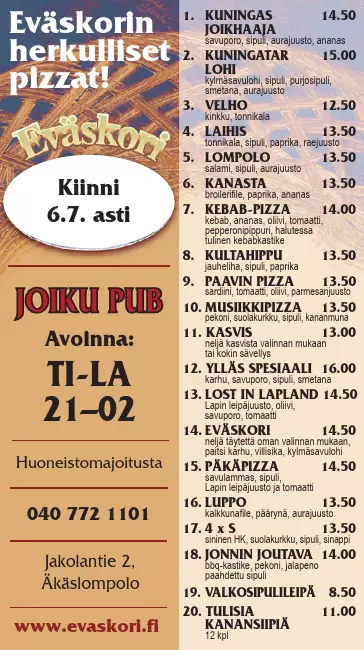 Eväskorin
herkulliset
pizzat!
Eväskori
Kiinni
6.7. asti
JOIKU PUB
Avoinna:
TI-LA
21–02
Huoneistomajoitusta
040 772 1101
Jakolantie 2,
Äkäslompolo
www.evaskori.fi
1. KUNINGAS 14.50
JOIKHAAJA
savuporo, sipuli, aurajuusto, ananas
2. KUNINGATAR 15.00
LOHI
kylmäsavulohi, sipuli, purjosipuli,
smetana, aurajuusto
3. VELHO 12.50
kinkku, tonnikala
4. LAIHIS 13.50
tonnikala, sipuli, paprika, raejuusto
5. LOMPOLO 13.50
salami, sipuli, aurajuusto
6. KANASTA 13.50
broilerifile, paprika, ananas
7. KEBAB-PIZZA 14.00
kebab, ananas, oliivi, tomaatti,
pepperonipippuri, halutessa
tulinen kebabkastike
8. KULTAHIPPU 13.50
jauheliha, sipuli, paprika
9. PAAVIN PIZZA 13.50
sardiini, tomaatti, oliivi, parmesanjuusto
10. MUSIIKKIPIZZA 13.50
pekoni, suolakurkku, sipuli, kananmuna
11. KASVIS 13.00
neljä kasvista valinnan mukaan
tai kokin sävellys
12. YLLÄS SPESIAALI 16.00
karhu, savuporo, sipuli, smetana
13. LOST IN LAPLAND 14.50
Lapin leipäjuusto, oliivi,
savuporo, tomaatti
14. EVÄSKORI 14.50
neljä täytettä oman valinnan mukaan,
paitsi karhu, villisika, kylmäsavulohi
15. PÄKÄPIZZA 14.50
savulammas, sipuli,
Lapin leipäjuusto ja tomaatti
16. LUPPO 13.50
kalkkunafile, päärynä, aurajuusto
17. 4 x S 13.50
sininen HK, suolakurkku, sipuli, sinappi
18. JONNIN JOUTAVA 14.00
bbq-kastike, pekoni, jalapeno
paahdettu sipuli
19. VALKOSIPULILEIPÄ 8.50
20. TULISIA 11.00
KANANSIIPIÄ
12 kpl